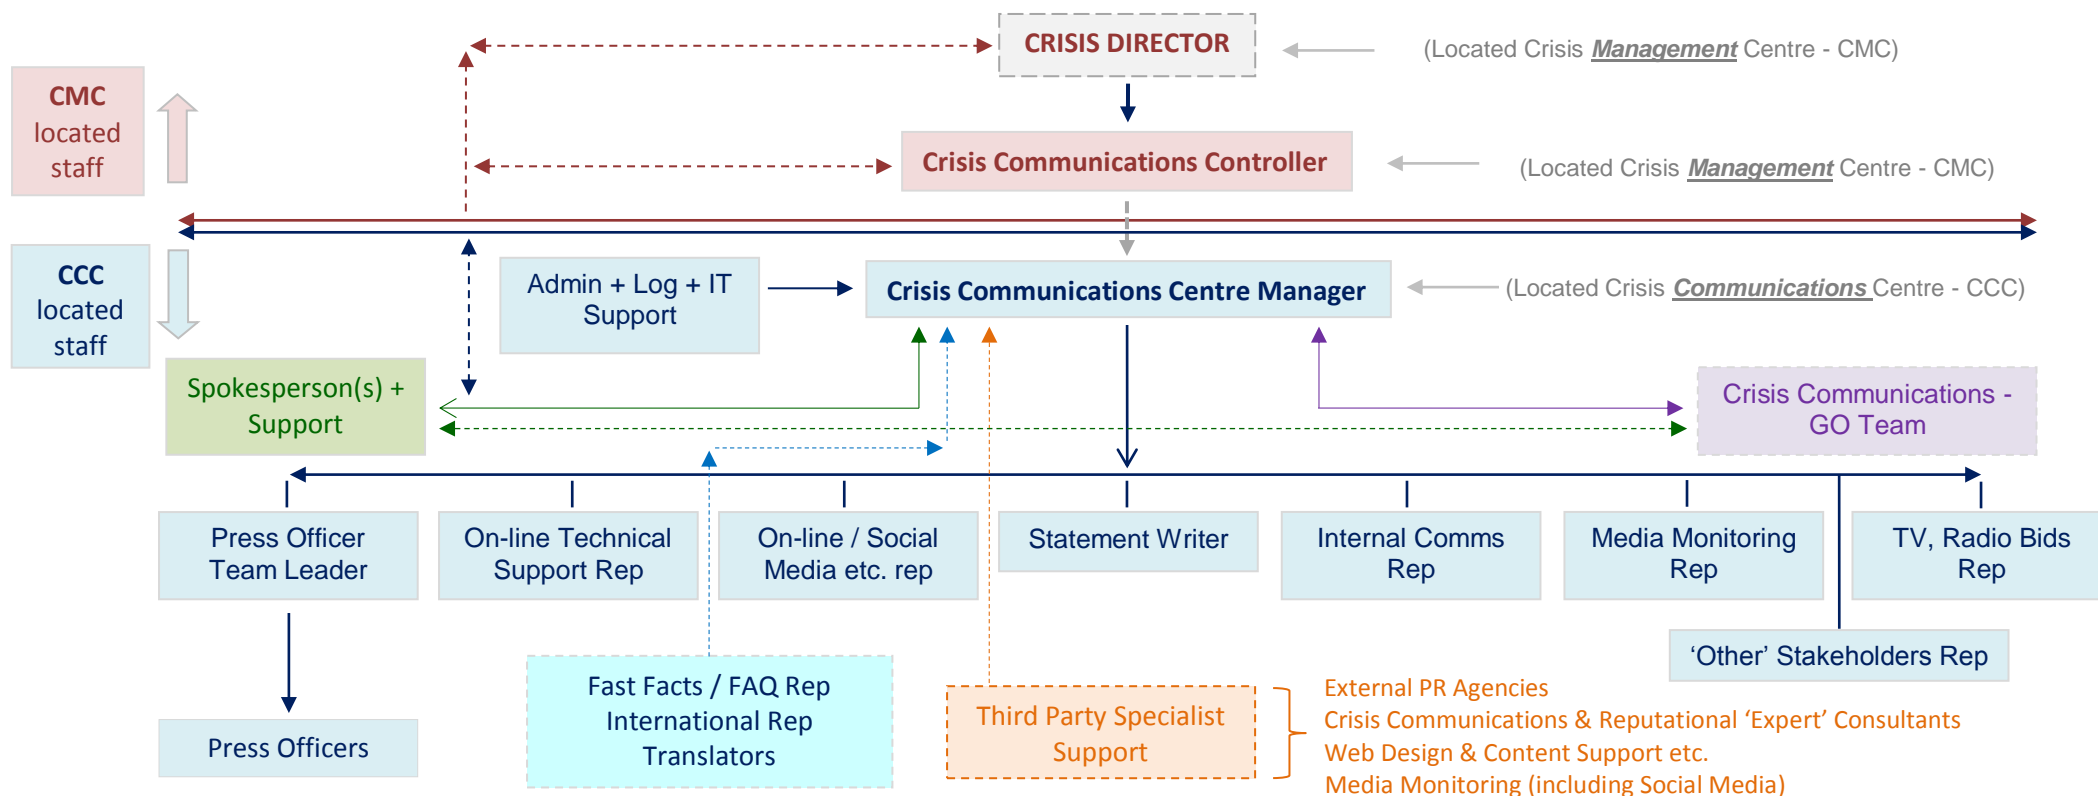 CRISIS DIRECTOR
(Located Crisis Management Centre - CMC)
CMC
located
staff
Crisis Communications Controller
(Located Crisis Management Centre - CMC)
CCC
located
staff
Admin + Log + IT
Support
Crisis Communications Centre Manager
(Located Crisis Communications Centre - CCC)
Spokesperson(s) +
Support
Crisis Communications -
GO Team
Press Officer
Team Leader
On-line Technical
Support Rep
On-line / Social
Media etc. rep
Statement Writer
Internal Comms
Rep
Media Monitoring
Rep
TV, Radio Bids
Rep
‘Other’ Stakeholders Rep
Press Officers
Fast Facts / FAQ Rep
International Rep
Translators
Third Party Specialist
Support
External PR Agencies
Crisis Communications & Reputational ‘Expert’ Consultants
Web Design & Content Support etc.
Media Monitoring (including Social Media)